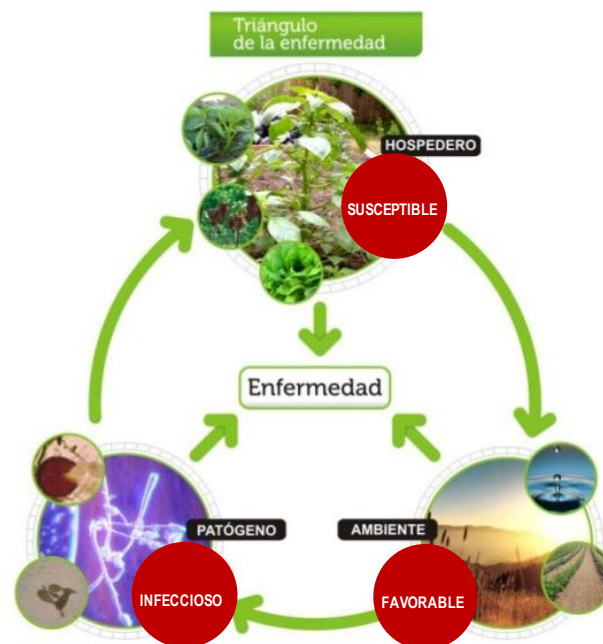 Triángulo
de la enfermedad
HOSPEDERO
SUSCEPTIBLE
Enfermedad
PATÓGENO
AMBIENTE
INFECCIOSO
FAVORABLE